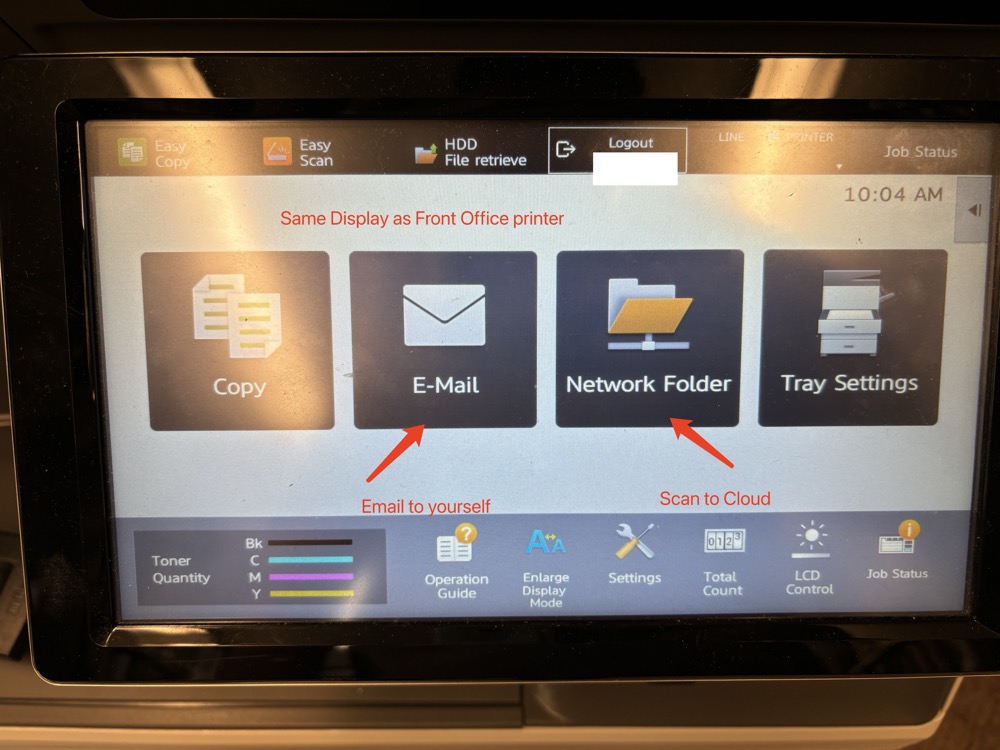 Easy
Copy
Easy
Scan
HDD
File retrieve
Logout
LINE PRINTER
Job Status
10:04 AM
Same Display as Front Office printer
Copy
E-Mail
Network Folder
Tray Settings
Email to yourself
Scan to Cloud
Toner
Quantity
Bk
C
M
Y
Operation
Guide
Enlarge
Display
Mode
Settings
0123
Total
Count
LCD
Control
Job Status